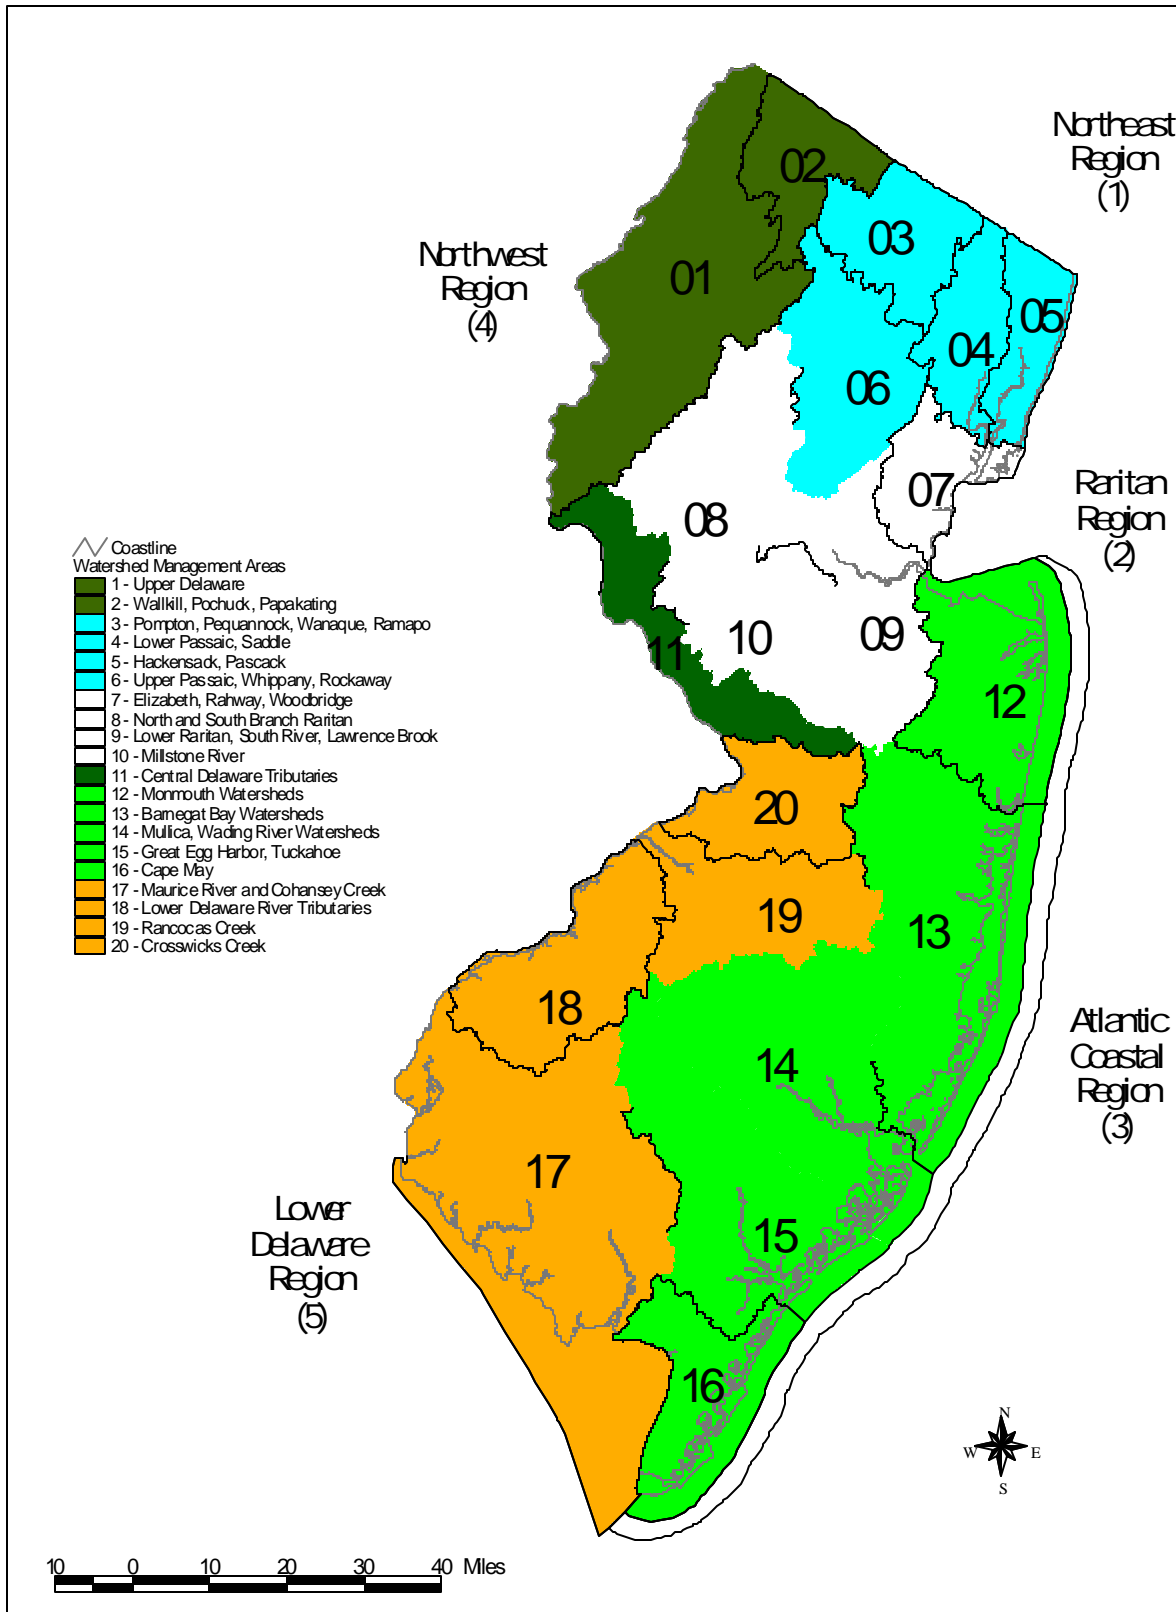 Northeast
Region
(1)
Northwest
Region
(4)
Raritan
Region
(2)
Atlantic
Coastal
Region
(3)
Lower
Delaware
Region
(5)
01
02
03
04
05
06
07
08
09
10
11
12
13
14
15
16
17
18
19
20
Coastline
Watershed Management Areas
1 - Upper Delaware
2 - Wallkill, Pochuck, Papakating
3 - Pompton, Pequannock, Wanaque, Ramapo
4 - Lower Passaic, Saddle
5 - Hackensack, Pascack
6 - Upper Passaic, Whippany, Rockaway
7 - Elizabeth, Rahway, Woodbridge
8 - North and South Branch Raritan
9 - Lower Raritan, South River, Lawrence Brook
10 - Millstone River
11 - Central Delaware Tributaries
12 - Monmouth Watersheds
13 - Barnegat Bay Watersheds
14 - Mullica, Wading River Watersheds
15 - Great Egg Harbor, Tuckahoe
16 - Cape May
17 - Maurice River and Cohansey Creek
18 - Lower Delaware River Tributaries
19 - Rancocas Creek
20 - Crosswicks Creek
N
W E
S
10 0 10 20 30 40 Miles